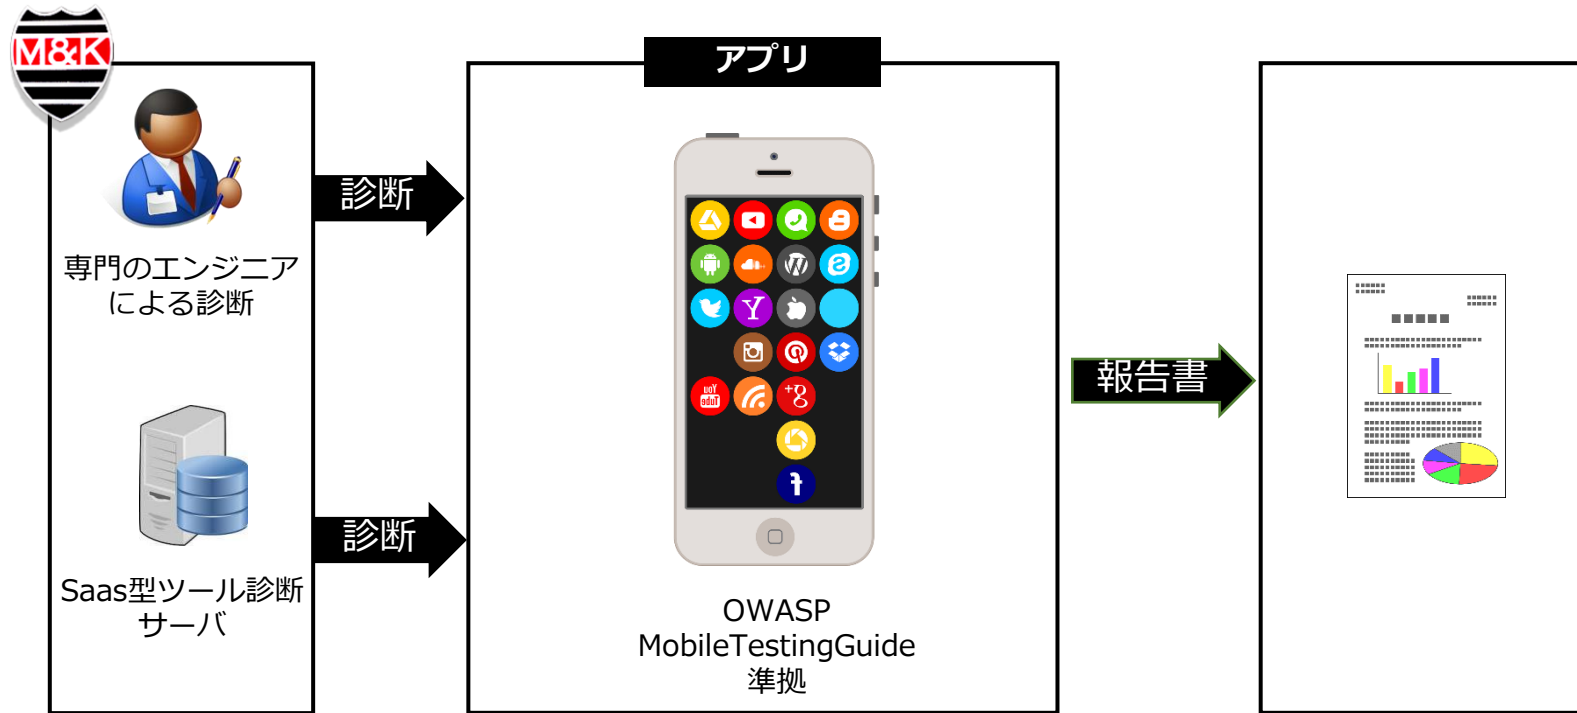 M&K
専門のエンジニア
による診断
Saas型ツール診断
サーバ
診断
診断
アプリ
You
Tube
OWASP
MobileTestingGuide
準拠
報告書